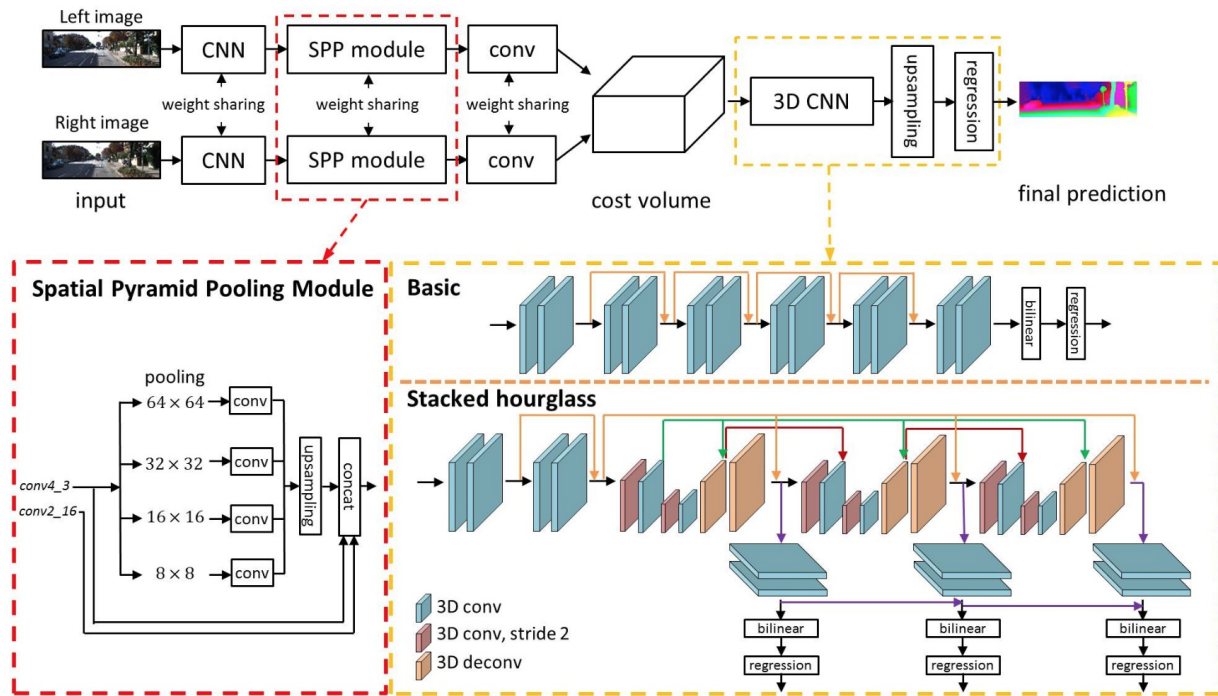 Left image
CNN
SPP module
conv
weight sharing
weight sharing
weight sharing
Right image
CNN
SPP module
conv
input
cost volume
3D CNN
upsampling
regression
final prediction
Spatial Pyramid Pooling Module
pooling
64 × 64
conv
32 × 32
conv
16 × 16
conv
8 × 8
conv
conv4_3
conv2_16
upsampling
concat
Basic
bilinear
regression
Stacked hourglass
3D conv
3D conv, stride 2
3D deconv
bilinear
regression
bilinear
regression
bilinear
regression